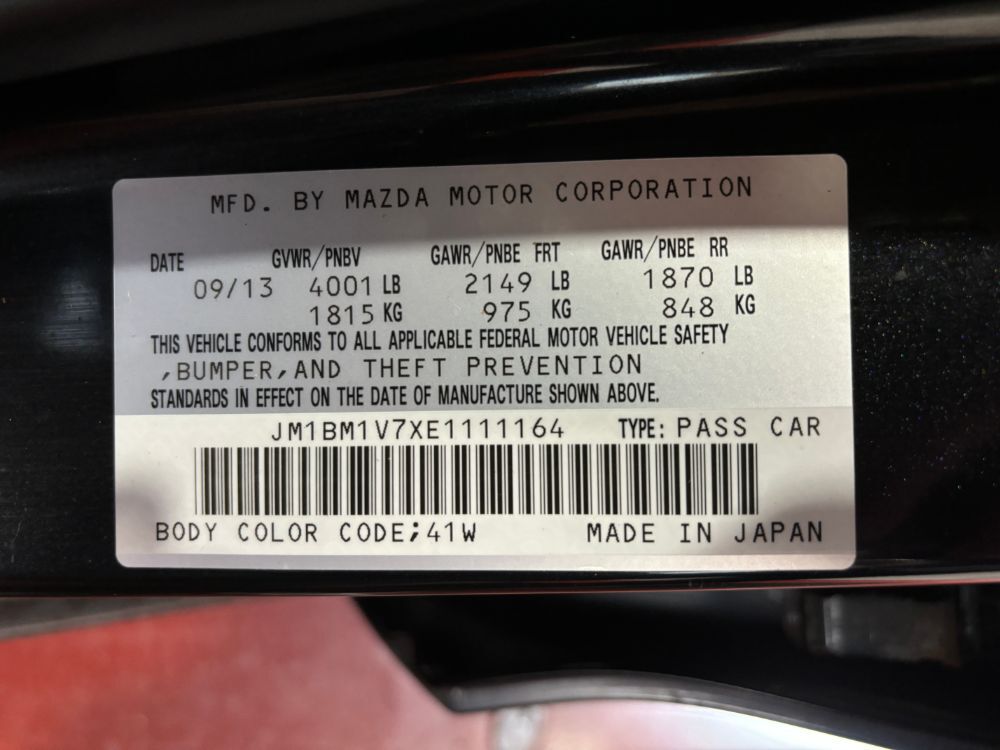 MFD. BY MAZDA MOTOR CORPORATION
DATE GVWR/PNBV GAWR/PNBE FRT GAWR/PNBE RR
09/13 4001 LB 2149 LB 1870 LB
1815 KG 975 KG 848 KG
THIS VEHICLE CONFORMS TO ALL APPLICABLE FEDERAL MOTOR VEHICLE SAFETY
,BUMPER,AND THEFT PREVENTION
STANDARDS IN EFFECT ON THE DATE OF MANUFACTURE SHOWN ABOVE.
JM1BM1V7XE1111164 TYPE: PASS CAR
BODY COLOR CODE;41W MADE IN JAPAN